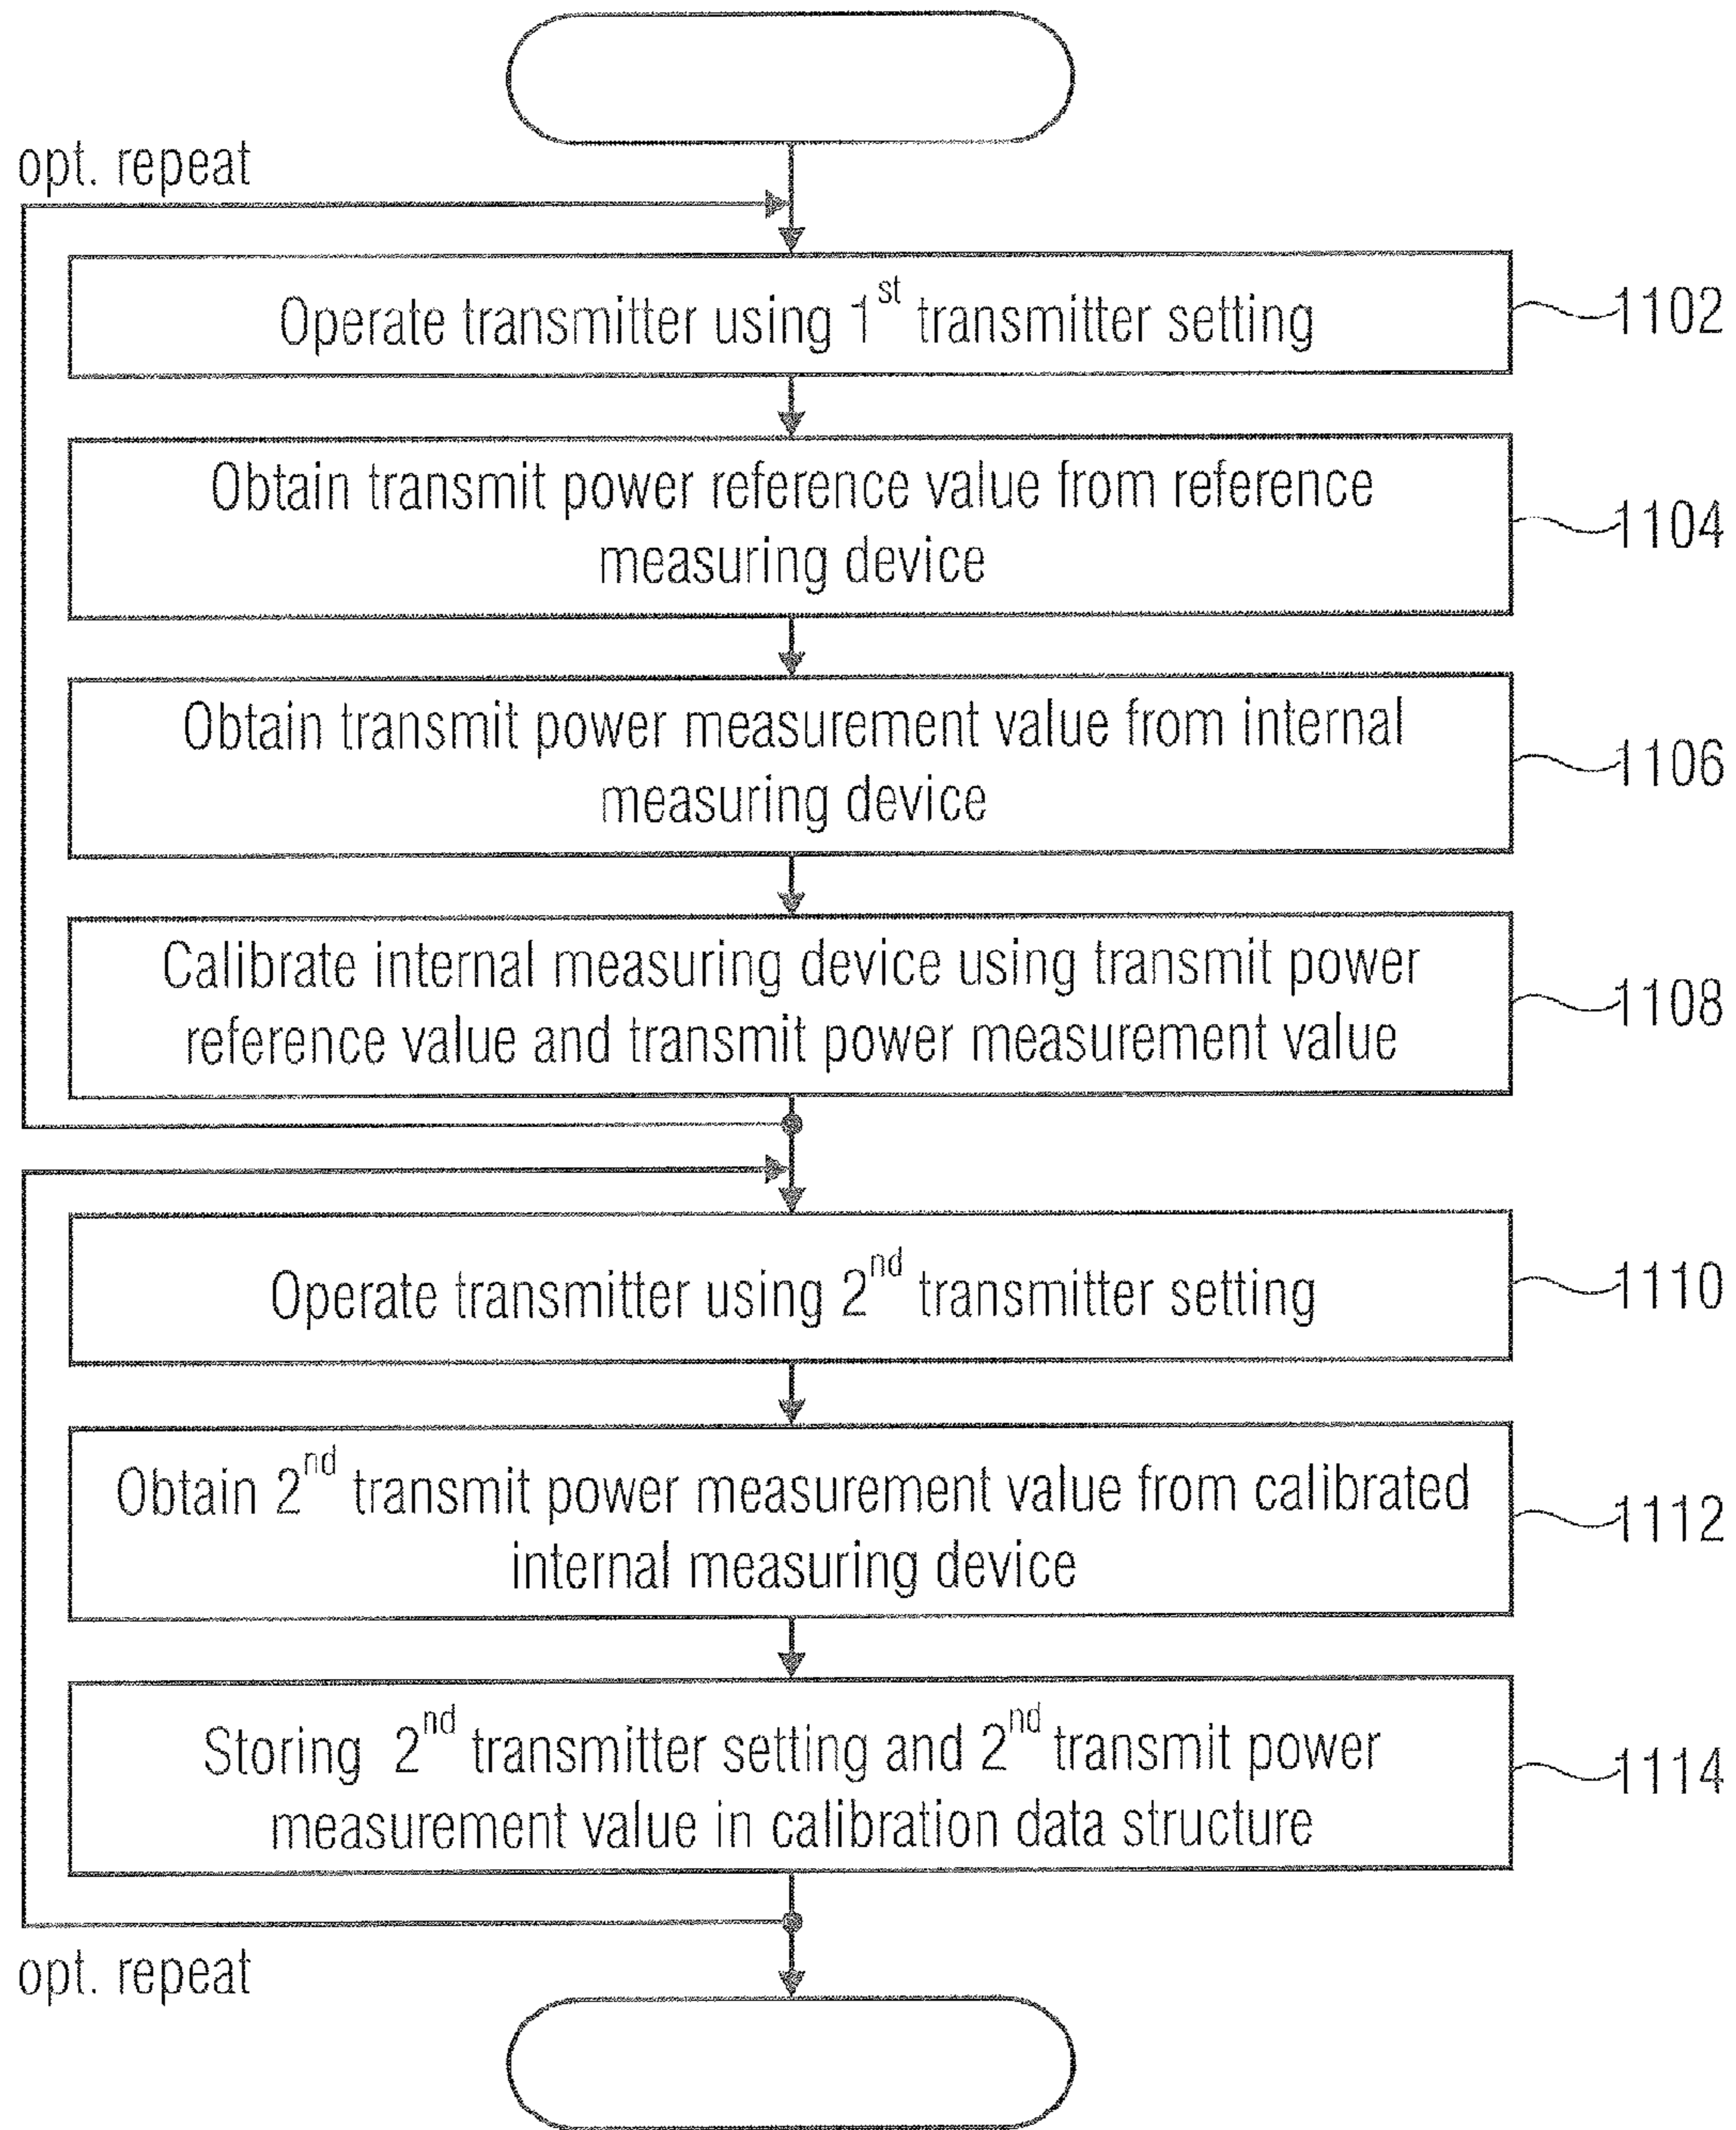 opt. repeat
Operate transmitter using 1st transmitter setting
1102
Obtain transmit power reference value from reference
measuring device
1104
Obtain transmit power measurement value from internal
measuring device
1106
Calibrate internal measuring device using transmit power
reference value and transmit power measurement value
1108
Operate transmitter using 2nd transmitter setting
1110
Obtain 2nd transmit power measurement value from calibrated
internal measuring device
1112
Storing 2nd transmitter setting and 2nd transmit power
measurement value in calibration data structure
1114
opt. repeat